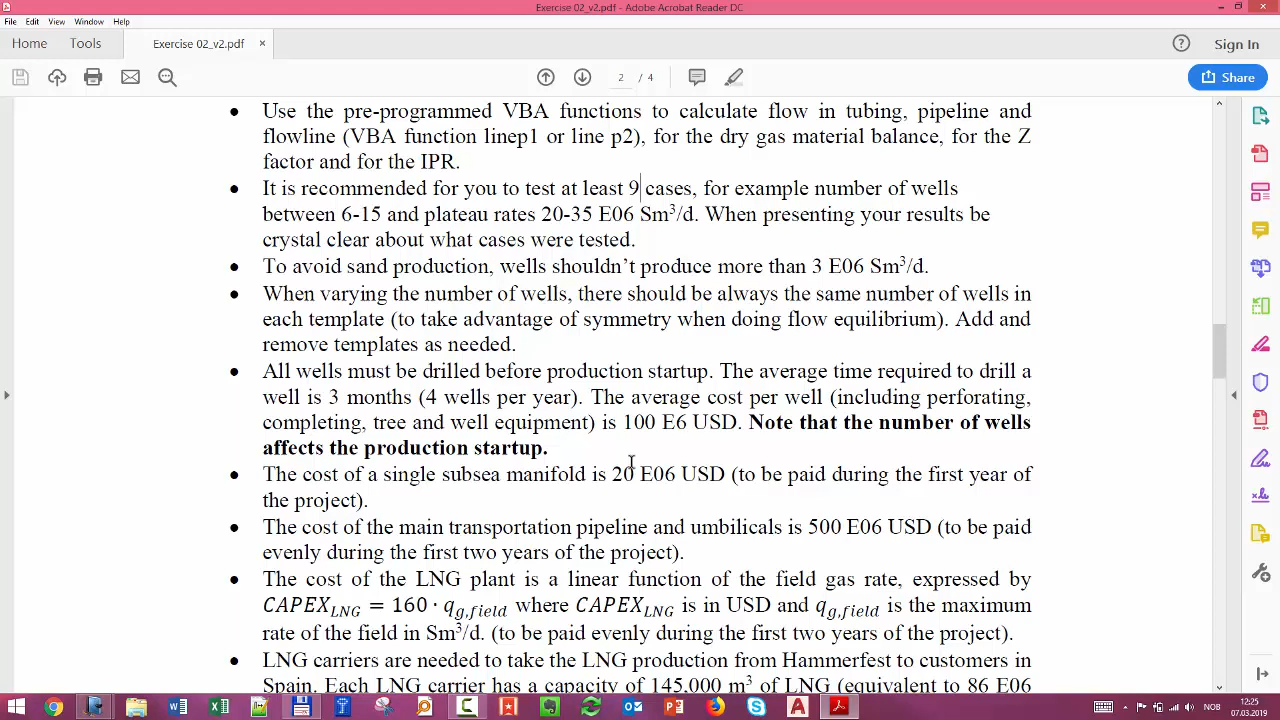 Exercise 02_v2.pdf - Adobe Acrobat Reader DC
File Edit View Window Help
Home Tools Exercise 02_v2.pdf × Sign In
2 / 4 Share
• Use the pre-programmed VBA functions to calculate flow in tubing, pipeline and
flowline (VBA function linep1 or line p2), for the dry gas material balance, for the Z
factor and for the IPR.
• It is recommended for you to test at least 9 cases, for example number of wells
between 6-15 and plateau rates 20-35 E06 Sm³/d. When presenting your results be
crystal clear about what cases were tested.
• To avoid sand production, wells shouldn’t produce more than 3 E06 Sm³/d.
• When varying the number of wells, there should be always the same number of wells in
each template (to take advantage of symmetry when doing flow equilibrium). Add and
remove templates as needed.
• All wells must be drilled before production startup. The average time required to drill a
well is 3 months (4 wells per year). The average cost per well (including perforating,
completing, tree and well equipment) is 100 E6 USD. Note that the number of wells
affects the production startup.
• The cost of a single subsea manifold is 20 E06 USD (to be paid during the first year of
the project).
• The cost of the main transportation pipeline and umbilicals is 500 E06 USD (to be paid
evenly during the first two years of the project).
• The cost of the LNG plant is a linear function of the field gas rate, expressed by
CAPEX_LNG = 160 · q_g,field where CAPEX_LNG is in USD and q_g,field is the maximum
rate of the field in Sm³/d. (to be paid evenly during the first two years of the project).
• LNG carriers are needed to take the LNG production from Hammerfest to customers in
Spain. Each LNG carrier has a capacity of 145.000 m³ of LNG (equivalent to 86 E06
NOB 12:25
07.03.2019